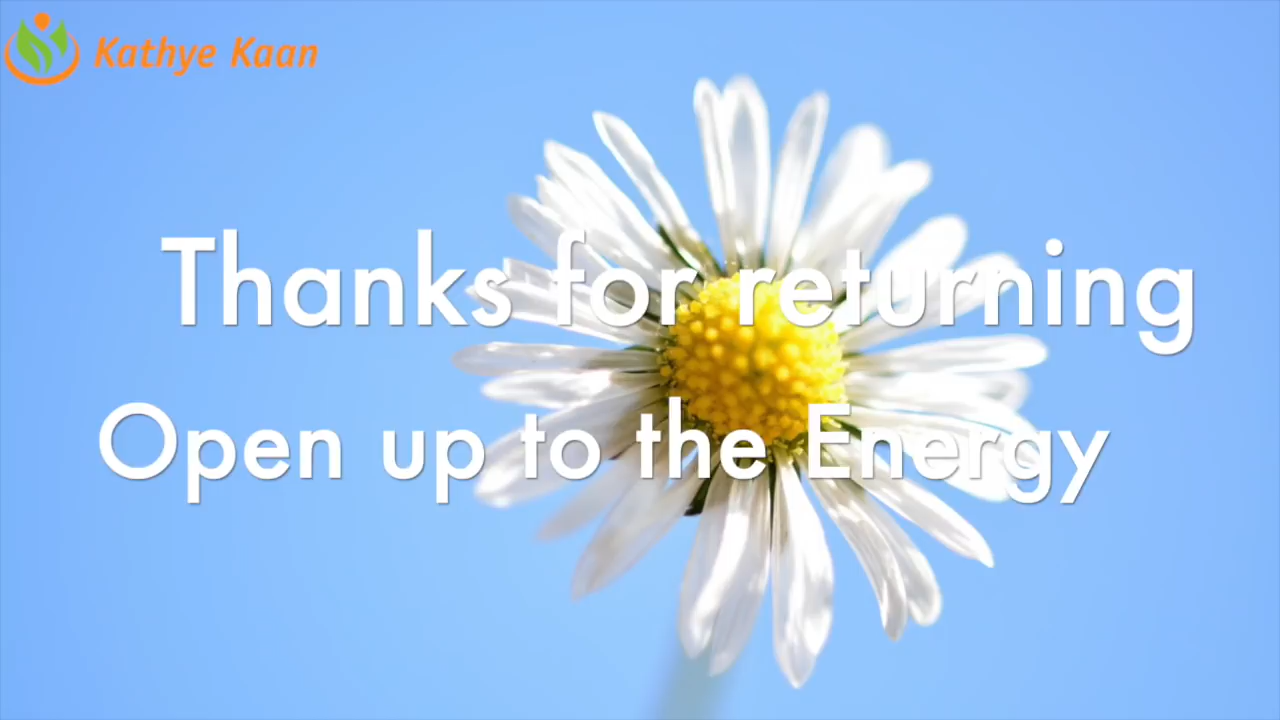 Kathye Kaan
Thanks for returning
Open up to the Energy